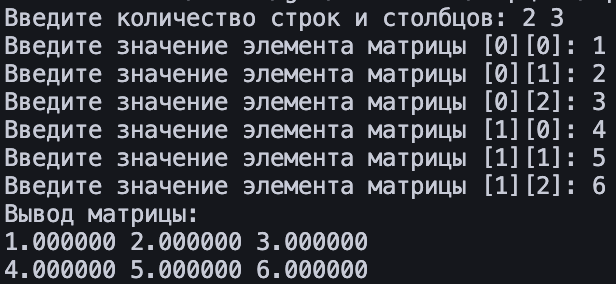 Введите количество строк и столбцов: 2 3
Введите значение элемента матрицы [0][0]: 1
Введите значение элемента матрицы [0][1]: 2
Введите значение элемента матрицы [0][2]: 3
Введите значение элемента матрицы [1][0]: 4
Введите значение элемента матрицы [1][1]: 5
Введите значение элемента матрицы [1][2]: 6
Вывод матрицы:
1.000000 2.000000 3.000000
4.000000 5.000000 6.000000